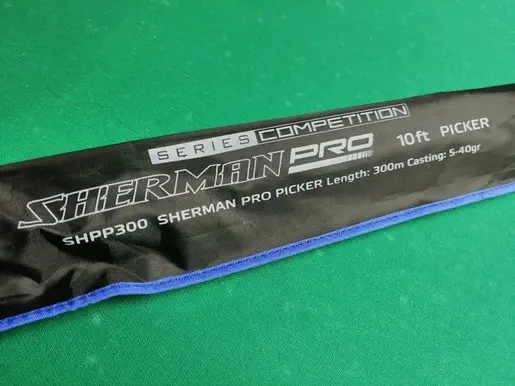 SERIES COMPETITION
SHERMAN PRO 10ft PICKER
SHPP300 SHERMAN PRO PICKER Length: 300m Casting: 5-40gr